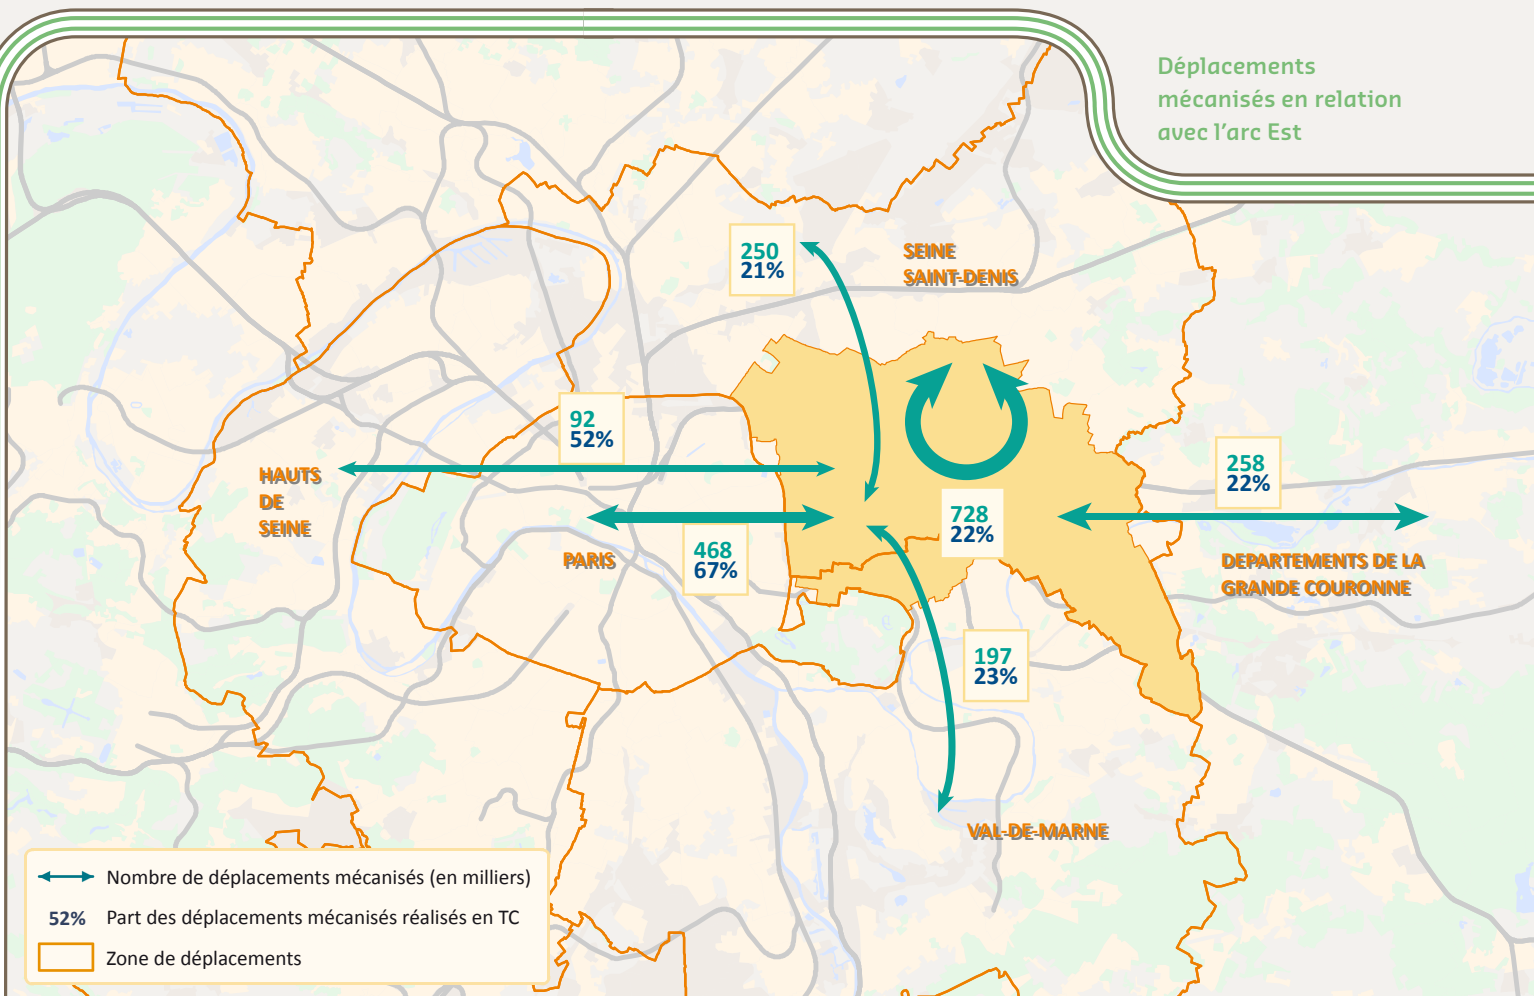 Déplacements
mécanisés en relation
avec l'arc Est
250
21%
SEINE
SAINT-DENIS
92
52%
HAUTS
DE
SEINE
258
22%
728
22%
PARIS
468
67%
DEPARTEMENTS DE LA
GRANDE COURONNE
197
23%
VAL-DE-MARNE
Nombre de déplacements mécanisés (en milliers)
52% Part des déplacements mécanisés réalisés en TC
Zone de déplacements